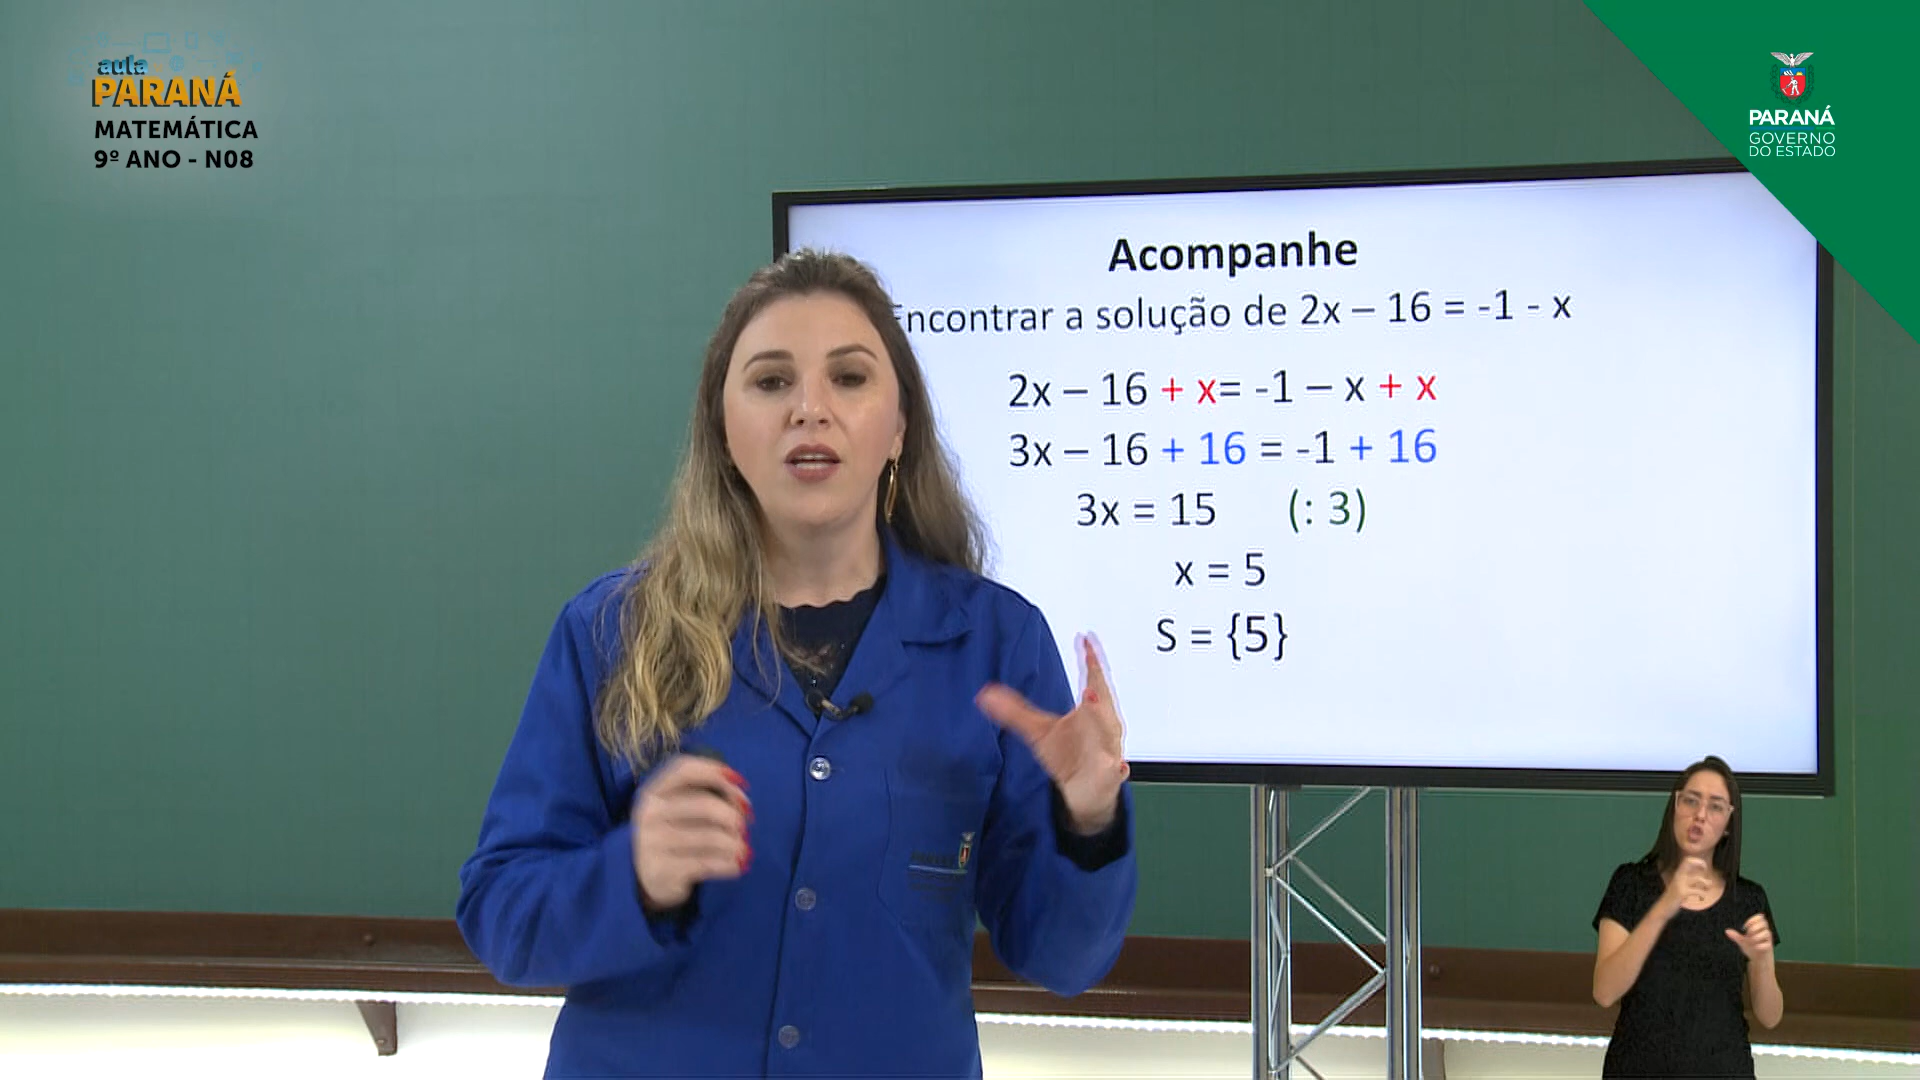 aula
PARANÁ
MATEMÁTICA
9º ANO - N08
PARANÁ
GOVERNO
DO ESTADO
Acompanhe
Encontrar a solução de 2x – 16 = -1 - x
2x – 16 + x= -1 – x + x
3x – 16 + 16 = -1 + 16
3x = 15 (: 3)
x = 5
S = {5}